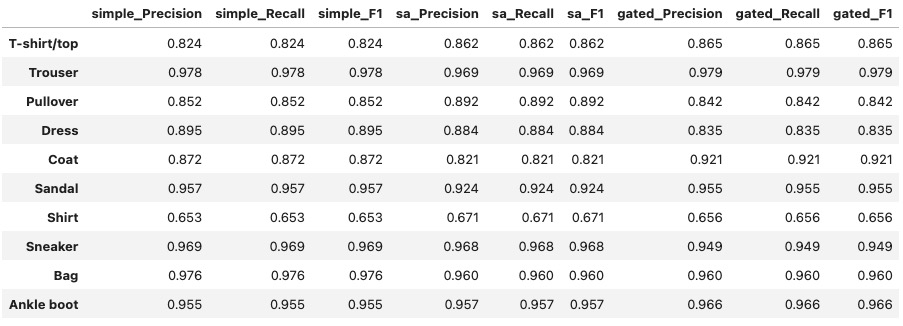 simple_Precision simple_Recall simple_F1 sa_Precision sa_Recall sa_F1 gated_Precision gated_Recall gated_F1
T-shirt/top 0.824 0.824 0.824 0.862 0.862 0.862 0.865 0.865 0.865
Trouser 0.978 0.978 0.978 0.969 0.969 0.969 0.979 0.979 0.979
Pullover 0.852 0.852 0.852 0.892 0.892 0.892 0.842 0.842 0.842
Dress 0.895 0.895 0.895 0.884 0.884 0.884 0.835 0.835 0.835
Coat 0.872 0.872 0.872 0.821 0.821 0.821 0.921 0.921 0.921
Sandal 0.957 0.957 0.957 0.924 0.924 0.924 0.955 0.955 0.955
Shirt 0.653 0.653 0.653 0.671 0.671 0.671 0.656 0.656 0.656
Sneaker 0.969 0.969 0.969 0.968 0.968 0.968 0.949 0.949 0.949
Bag 0.976 0.976 0.976 0.960 0.960 0.960 0.960 0.960 0.960
Ankle boot 0.955 0.955 0.955 0.957 0.957 0.957 0.966 0.966 0.966